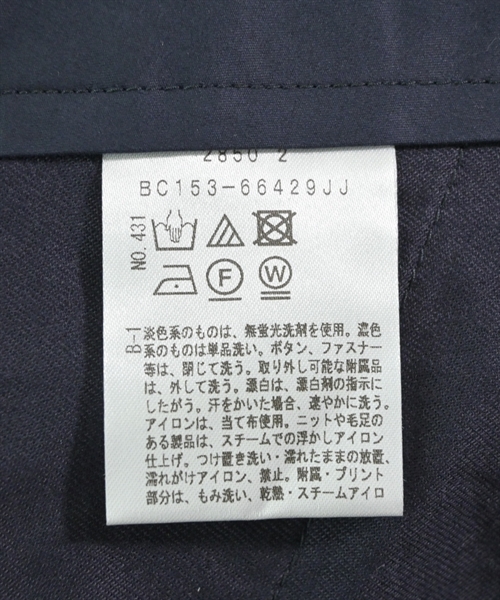 2850 2
BC153-66429JJ
NO.431
F
W
B-1
淡色系のものは、無蛍光洗剤を使用。濃色
系のものは単品洗い。ボタン、ファスナー
等は、閉じて洗う。取り外し可能な附属品
は、外して洗う。漂白は、漂白剤の指示に
したがう。汗をかいた場合、速やかに洗う。
アイロンは、当て布使用。ニットや毛足の
ある製品は、スチームでの浮かしアイロン
仕上げ。つけ置き洗い・濡れたままの放置、
濡れがけアイロン、禁止。附属・プリント
部分は、もみ洗い、乾熱・スチームアイロ